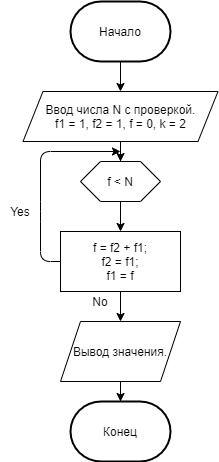 Начало
Ввод числа N с проверкой.
f1 = 1, f2 = 1, f = 0, k = 2
f < N
Yes
f = f2 + f1;
f2 = f1;
f1 = f
No
Вывод значения.
Конец